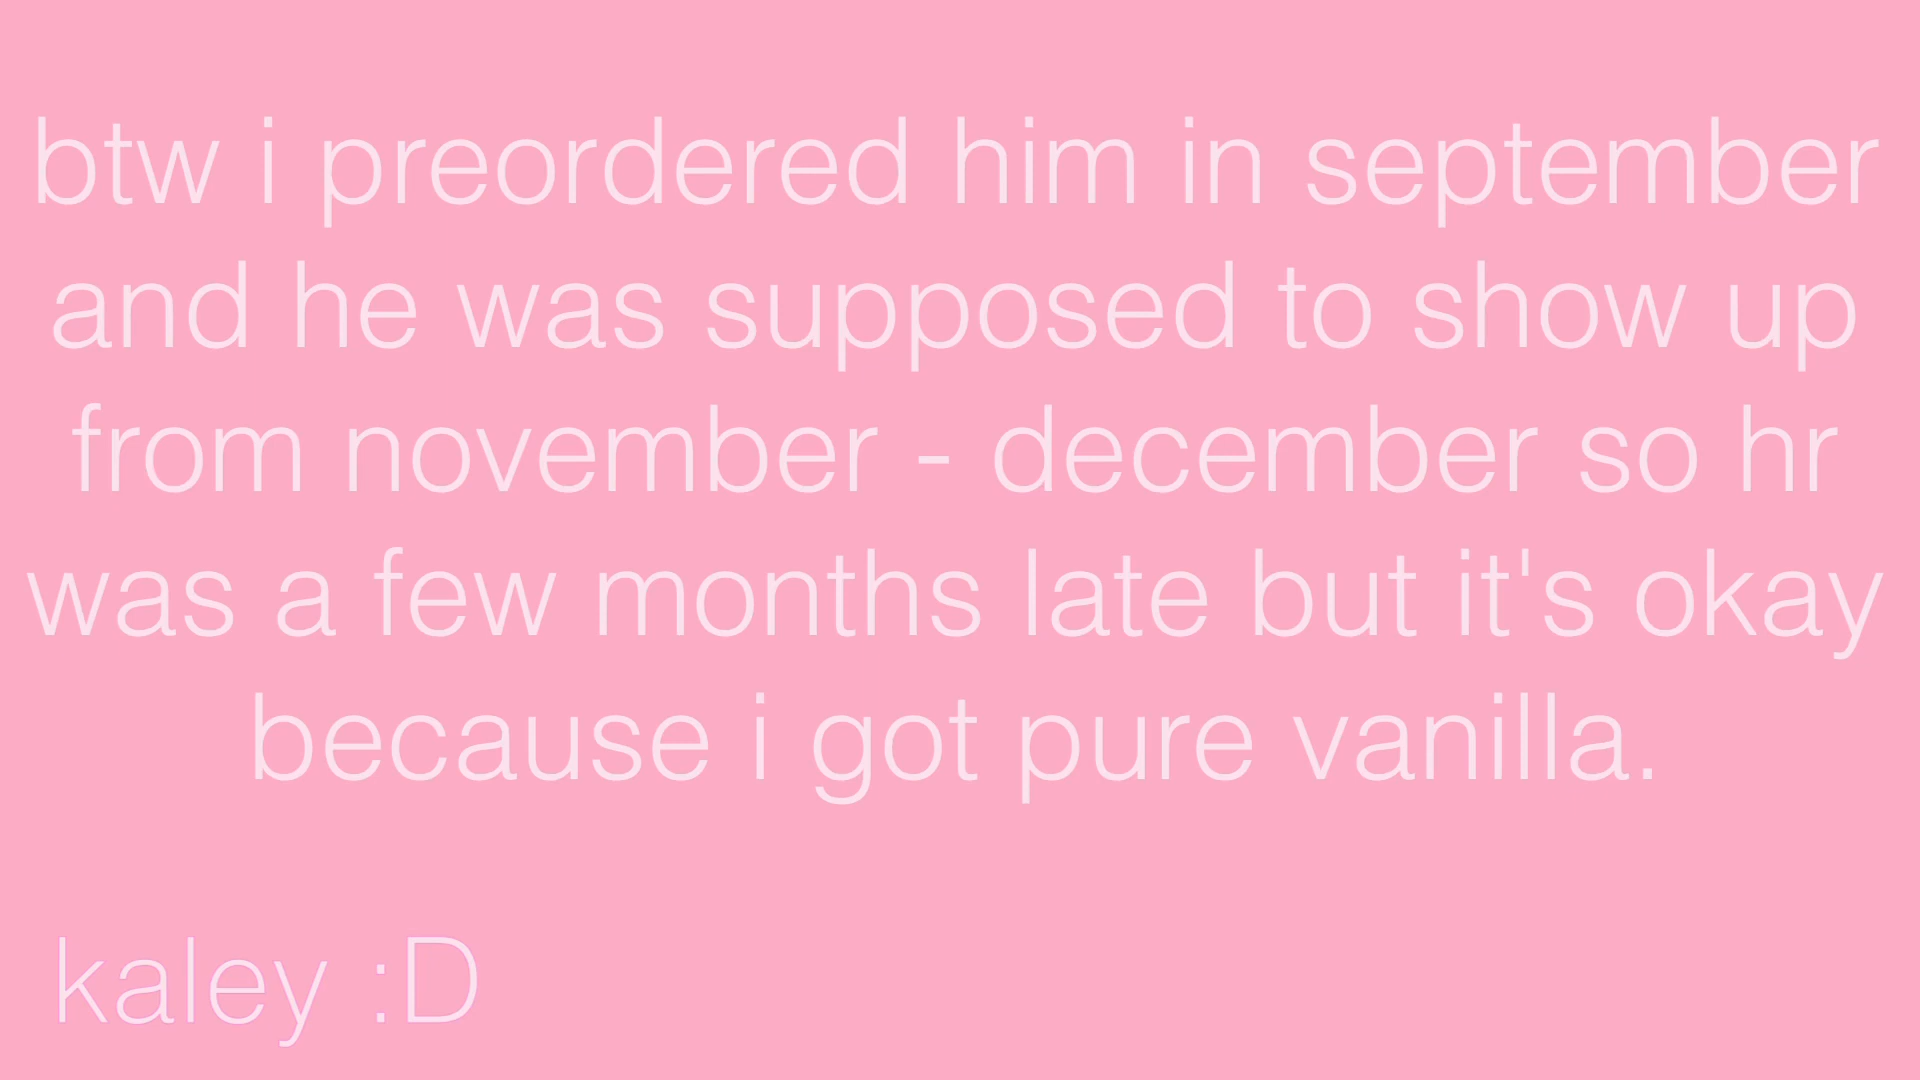 btw i preordered him in september
and he was supposed to show up
from november - december so hr
was a few months late but it's okay
because i got pure vanilla.
kaley :D